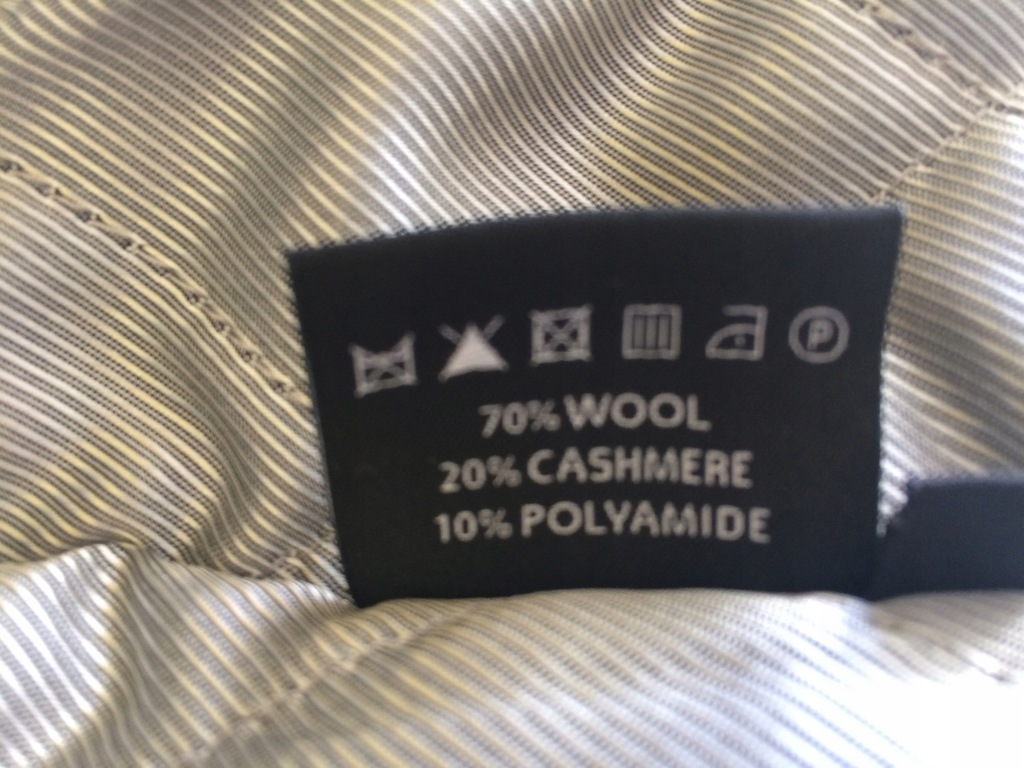 P
70% WOOL
20% CASHMERE
10% POLYAMIDE